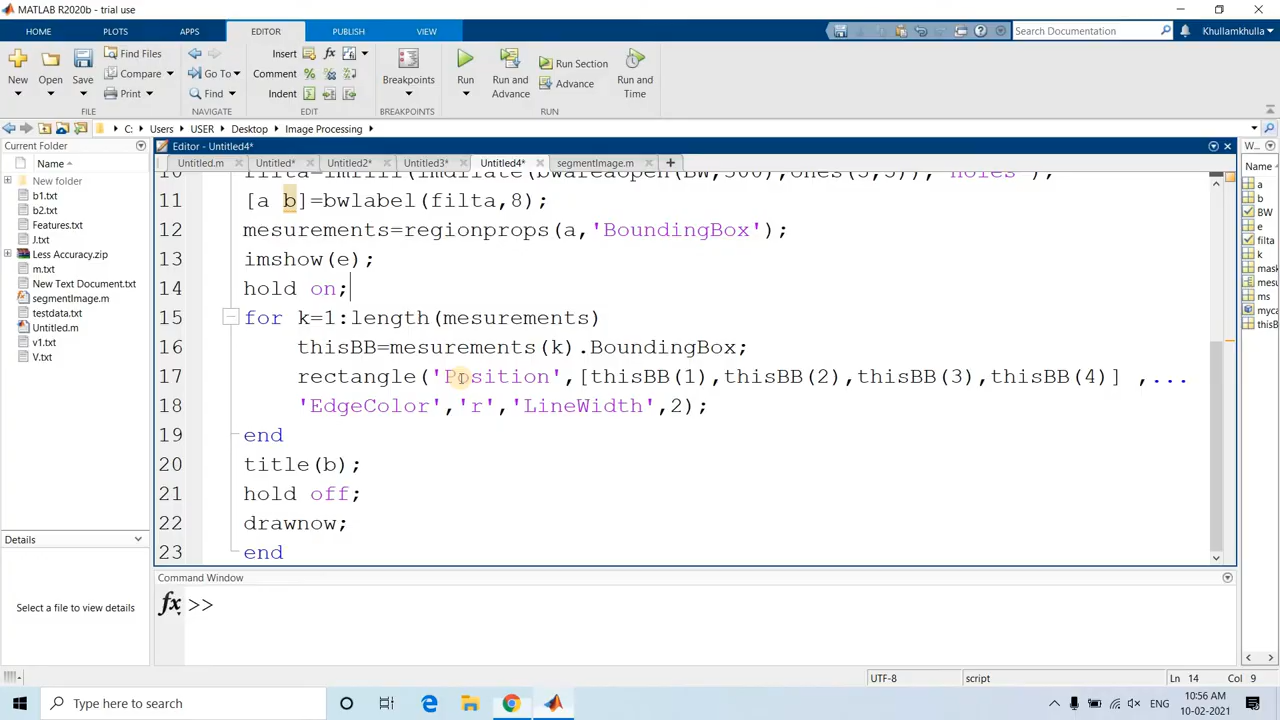 MATLAB R2020b - trial use
HOME PLOTS APPS EDITOR PUBLISH VIEW
Search Documentation Khullamkhulla
New Open Save Find Files Compare Print
Go To Find
Insert Comment Indent
Breakpoints
Run Run and Advance Run Section Advance Run and Time
FILE NAVIGATE EDIT BREAKPOINTS RUN
C: Users USER Desktop Image Processing
Current Folder
Name
New folder
b1.txt
b2.txt
Features.txt
J.txt
Less Accuracy.zip
m.txt
New Text Document.txt
segmentImage.m
testdata.txt
Untitled.m
v1.txt
V.txt
Details
Select a file to view details
Editor - Untitled4*
Untitled.m Untitled* Untitled2* Untitled3* Untitled4* segmentImage.m
10 filta=imfill(imdilate(bwareaopen(BW,500),ones(5,5)),'holes');
11 [a b]=bwlabel(filta,8);
12 mesurements=regionprops(a,'BoundingBox');
13 imshow(e);
14 hold on;
15 for k=1:length(mesurements)
16 thisBB=mesurements(k).BoundingBox;
17 rectangle('Position',[thisBB(1),thisBB(2),thisBB(3),thisBB(4)] ,...
18 'EdgeColor','r','LineWidth',2);
19 end
20 title(b);
21 hold off;
22 drawnow;
23 end
Command Window
fx >>
W...
Name
a
b
BW
e
filta
k
mask
mesu
ms
myca
thisB
UTF-8 script Ln 14 Col 9
Type here to search
ENG
10:56 AM
10-02-2021